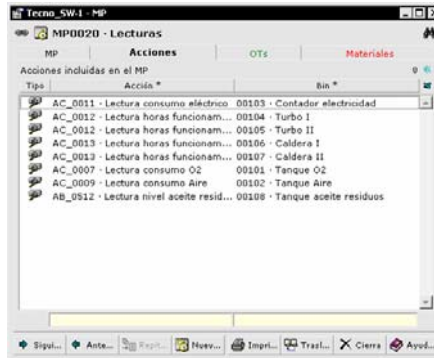 Tecno_SW-1 - MP
MP0020 - Lecturas
MP Acciones OTs Materiales
Acciones incluidas en el MP 0
Tipo Acción * Bin *
AC_0011 - Lectura consumo eléctrico 00103 - Contador electricidad
AC_0012 - Lectura horas funcionam... 00104 - Turbo I
AC_0012 - Lectura horas funcionam... 00105 - Turbo II
AC_0013 - Lectura horas funcionam... 00106 - Caldera I
AC_0013 - Lectura horas funcionam... 00107 - Caldera II
AC_0007 - Lectura consumo O2 00101 - Tanque O2
AC_0009 - Lectura consumo Aire 00102 - Tanque Aire
AB_0512 - Lectura nivel aceite resid... 00108 - Tanque aceite residuos
Sigui... Ante... Repit... Nuev... Impri... Trasl... Cierra Ayud...